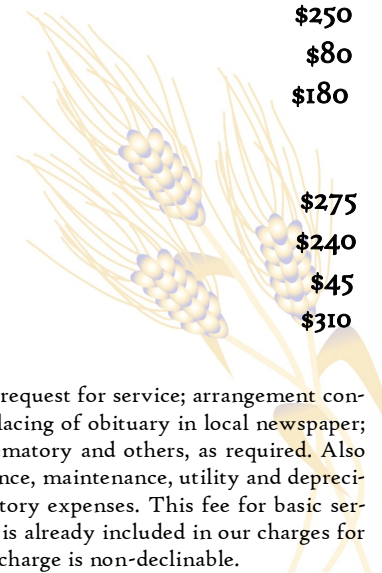 $250
$80
$180
$275
$240
$45
$310
request for service; arrangement con-
lacing of obituary in local newspaper;
ematory and others, as required. Also
nce, maintenance, utility and depreci-
tory expenses. This fee for basic ser-
is already included in our charges for
charge is non-declinable.